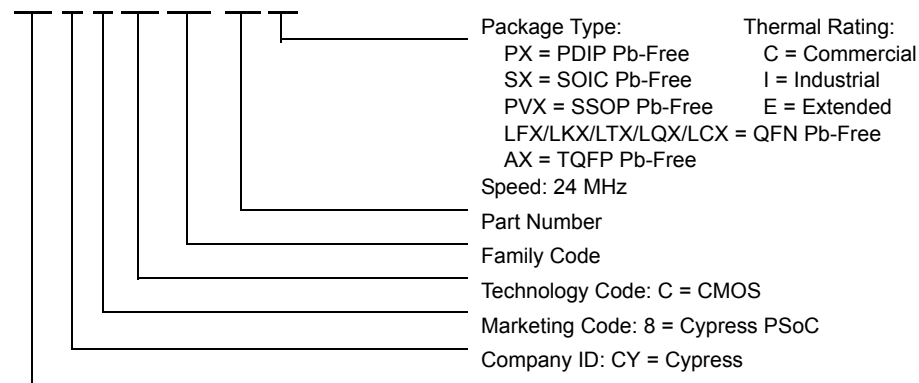 Package Type: Thermal Rating:
PX = PDIP Pb-Free C = Commercial
SX = SOIC Pb-Free I = Industrial
PVX = SSOP Pb-Free E = Extended
LFX/LKX/LTX/LQX/LCX = QFN Pb-Free
AX = TQFP Pb-Free
Speed: 24 MHz
Part Number
Family Code
Technology Code: C = CMOS
Marketing Code: 8 = Cypress PSoC
Company ID: CY = Cypress